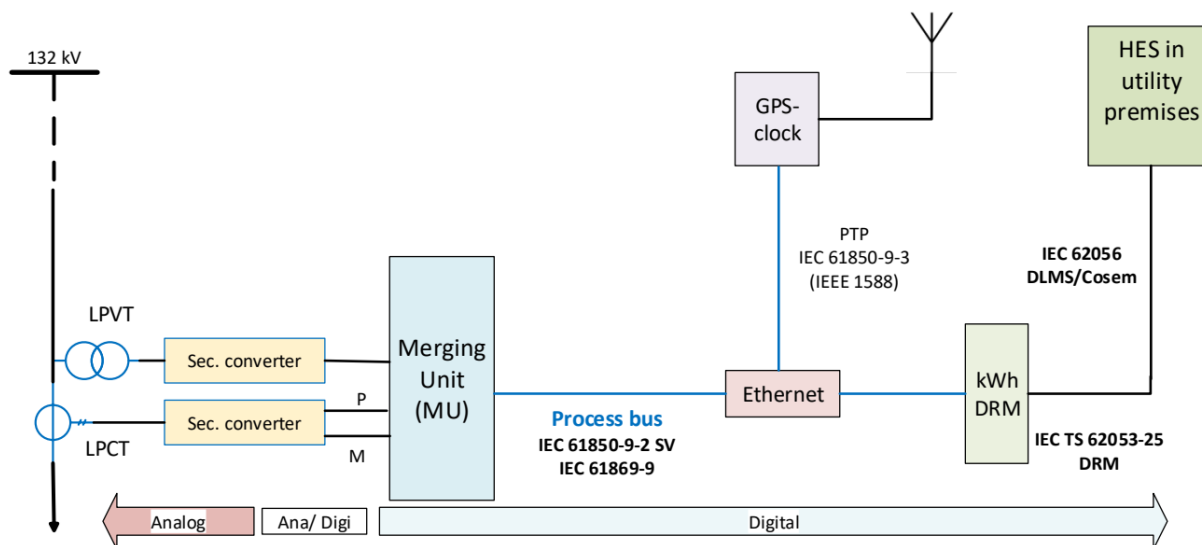 132 kV
GPS-
clock
HES in
utility
premises
PTP
IEC 61850-9-3
(IEEE 1588)
IEC 62056
DLMS/Cosem
LPVT
Sec. converter
Merging
Unit
(MU)
P
Sec. converter
M
LPCT
Process bus
IEC 61850-9-2 SV
IEC 61869-9
Ethernet
kWh
DRM
IEC TS 62053-25
DRM
Analog
Ana/ Digi
Digital